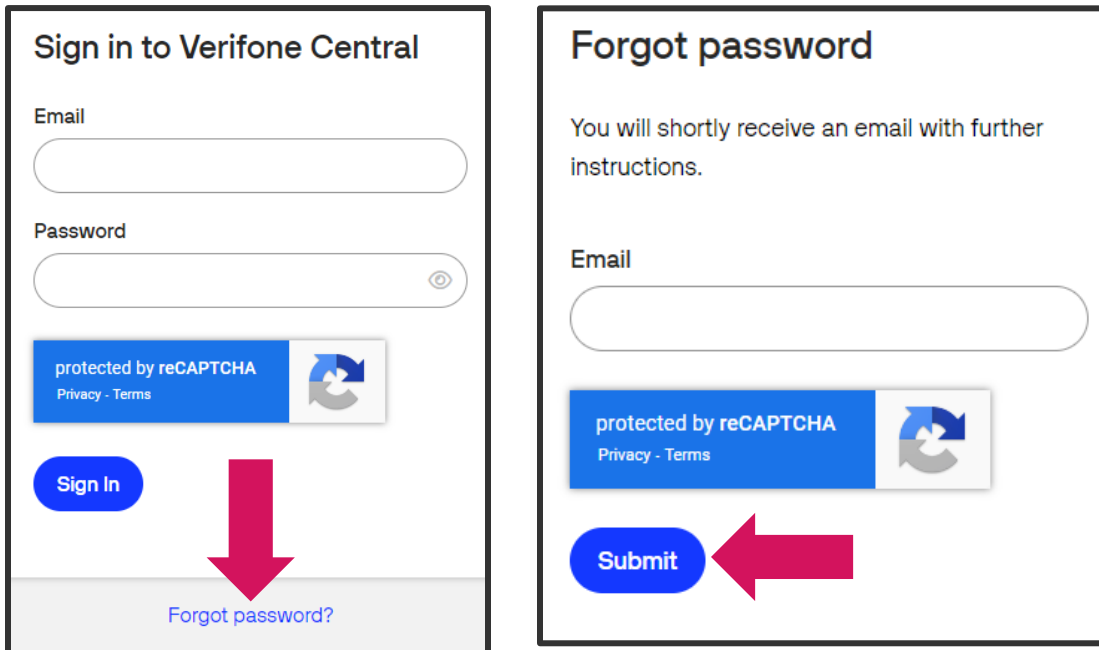 Sign in to Verifone Central
Email
Password
protected by reCAPTCHA
Privacy - Terms
Sign In
Forgot password?
Forgot password
You will shortly receive an email with further
instructions.
Email
protected by reCAPTCHA
Privacy - Terms
Submit